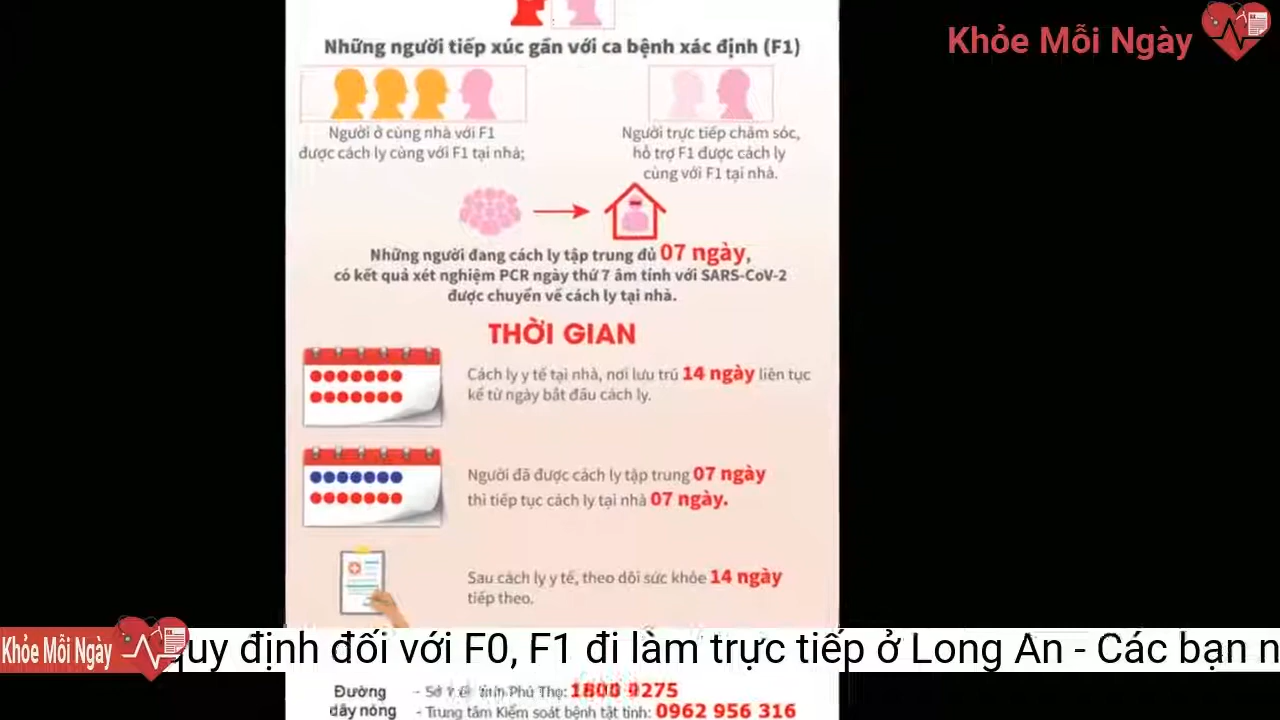 Khỏe Mỗi Ngày
Những người tiếp xúc gần với ca bệnh xác định (F1)
Người ở cùng nhà với F1
được cách ly cùng với F1 tại nhà;
Người trực tiếp chăm sóc,
hỗ trợ F1 được cách ly
cùng với F1 tại nhà.
Những người đang cách ly tập trung đủ 07 ngày,
có kết quả xét nghiệm PCR ngày thứ 7 âm tính với SARS-CoV-2
được chuyển về cách ly tại nhà.
THỜI GIAN
Cách ly y tế tại nhà, nơi lưu trú 14 ngày liên tục
kể từ ngày bắt đầu cách ly.
Người đã được cách ly tập trung 07 ngày
thì tiếp tục cách ly tại nhà 07 ngày.
Sau cách ly y tế, theo dõi sức khỏe 14 ngày
tiếp theo.
Khỏe Mỗi Ngày
quy định đối với F0, F1 đi làm trực tiếp ở Long An - Các bạn n
Đường
dây nóng
- Sở Y tế tỉnh Phú Thọ: 1800 9275
- Trung tâm Kiểm soát bệnh tật tỉnh: 0962 956 316